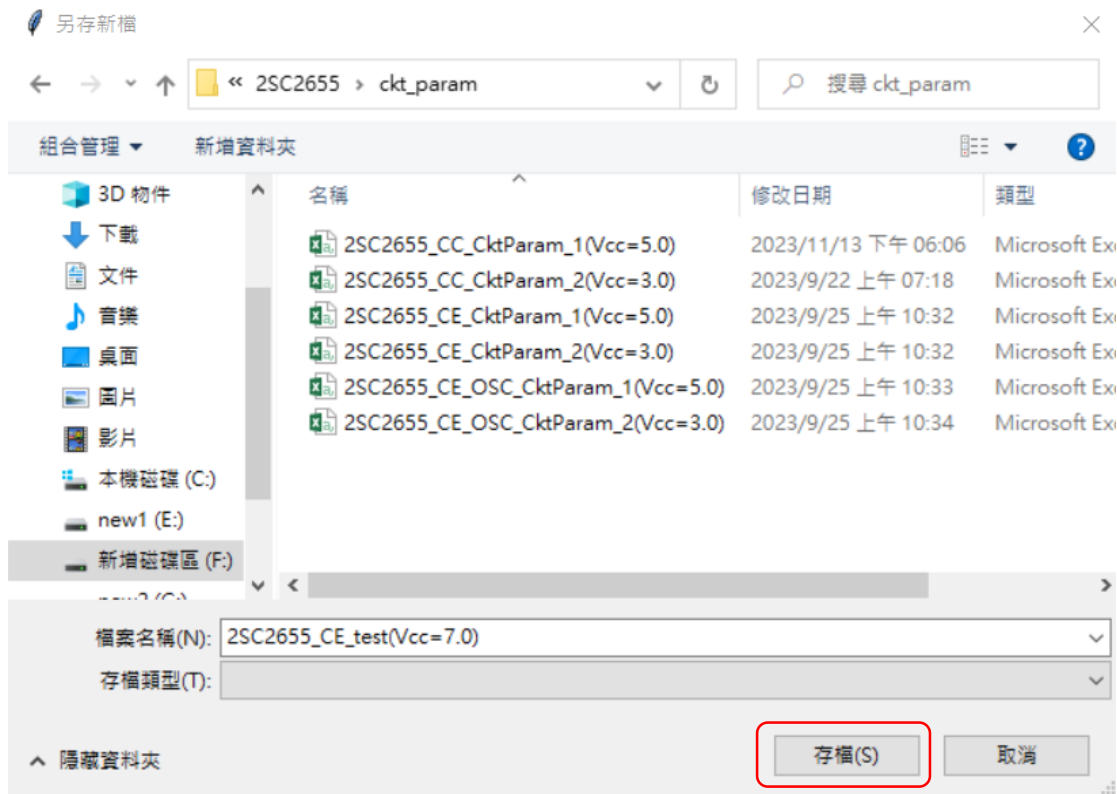 另存新檔
« 2SC2655 › ckt_param
搜尋 ckt_param
組合管理
新增資料夾
3D 物件
下載
文件
音樂
桌面
圖片
影片
本機磁碟 (C:)
new1 (E:)
新增磁碟區 (F:)
名稱 修改日期 類型
2SC2655_CC_CktParam_1(Vcc=5.0) 2023/11/13 下午 06:06 Microsoft Exc
2SC2655_CC_CktParam_2(Vcc=3.0) 2023/9/22 上午 07:18 Microsoft Exc
2SC2655_CE_CktParam_1(Vcc=5.0) 2023/9/25 上午 10:32 Microsoft Exc
2SC2655_CE_CktParam_2(Vcc=3.0) 2023/9/25 上午 10:32 Microsoft Exc
2SC2655_CE_OSC_CktParam_1(Vcc=5.0) 2023/9/25 上午 10:33 Microsoft Exc
2SC2655_CE_OSC_CktParam_2(Vcc=3.0) 2023/9/25 上午 10:34 Microsoft Exc
檔案名稱(N): 2SC2655_CE_test(Vcc=7.0)
存檔類型(T):
隱藏資料夾
存檔(S)
取消